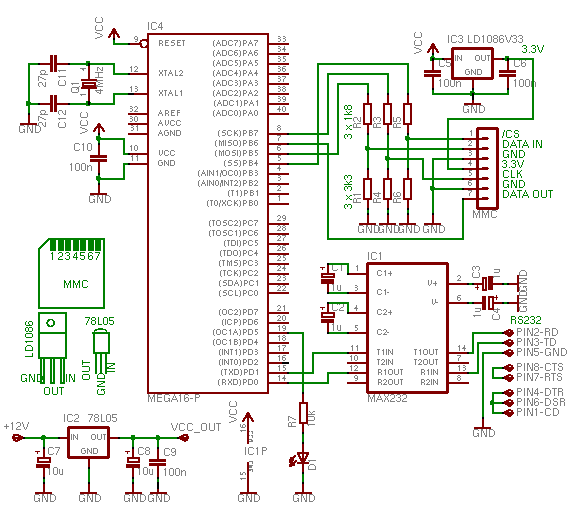 VCC
IC4
RESET
(ADC7)PA7
33
(ADC6)PA6
34
(ADC5)PA5
35
(ADC4)PA4
36
(ADC3)PA3
37
(ADC2)PA2
38
(ADC1)PA1
39
(ADC0)PA0
40
9
12
XTAL2
13
XTAL1
32
AREF
30
AVCC
31
AGND
10
VCC
11
GND
27p
C11
Q1
4MHz
27p
C12
GND
VCC
C10
100n
GND
(SCK)PB7
8
(MISO)PB6
7
(MOSI)PB5
6
(SS)PB4
5
(AIN1/OC0)PB3
4
(AIN0/INT2)PB2
3
(T1)PB1
2
(T0/XCK)PB0
1
(TOSC2)PC7
29
(TOSC1)PC6
28
(TDI)PC5
27
(TDO)PC4
26
(TMS)PC3
25
(TCK)PC2
24
(SDA)PC1
23
(SCL)PC0
22
(OC2)PD7
21
(ICP)PD6
20
(OC1A)PD5
19
(OC1B)PD4
18
(INT1)PD3
17
(INT0)PD2
16
(TXD)PD1
15
(RXD)PD0
14
MEGA16-P
VCC
IC3 LD1086V33
3.3V
IN
OUT
GND
C5
100n
C6
100n
GND
3 x 1k8
R2
R3
R5
3 x 3k3
R1
R4
R6
GND
GND
GND
GND
1
2
3
4
5
6
7
/CS
DATA IN
GND
3.3V
CLK
GND
DATA OUT
MMC
1234567
MMC
LD1086
GND
IN
OUT
78L05
OUT
GND
IN
C1
1u
C2
1u
IC1
1
C1+
3
C1-
4
C2+
5
C2-
11
T1IN
10
T2IN
12
R1OUT
9
R2OUT
V+
2
V-
6
T1OUT
14
T2OUT
7
R1IN
13
R2IN
8
MAX232
C3
1u
1u
C4
GND
GND
RS232
PIN2-RD
PIN3-TD
PIN5-GND
PIN8-CTS
PIN7-RTS
PIN4-DTR
PIN6-DSR
PIN1-CD
GND
IC2 78L05
+12V
IN
OUT
GND
VCC_OUT
C7
10u
C8
10u
C9
100n
GND
GND
GND
GND
VCC
16
IC1P
15
GND
R7
10k
D1
GND